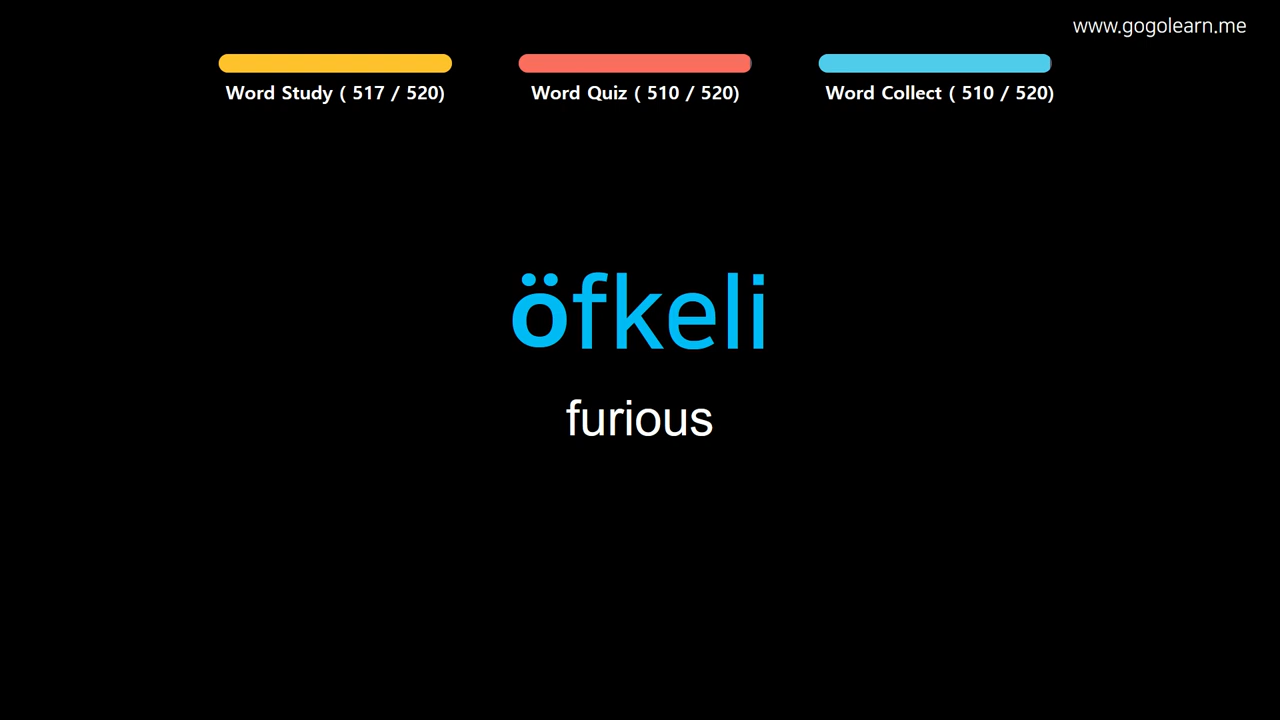 www.gogolearn.me
Word Study ( 517 / 520)
Word Quiz ( 510 / 520)
Word Collect ( 510 / 520)
öfkeli
furious